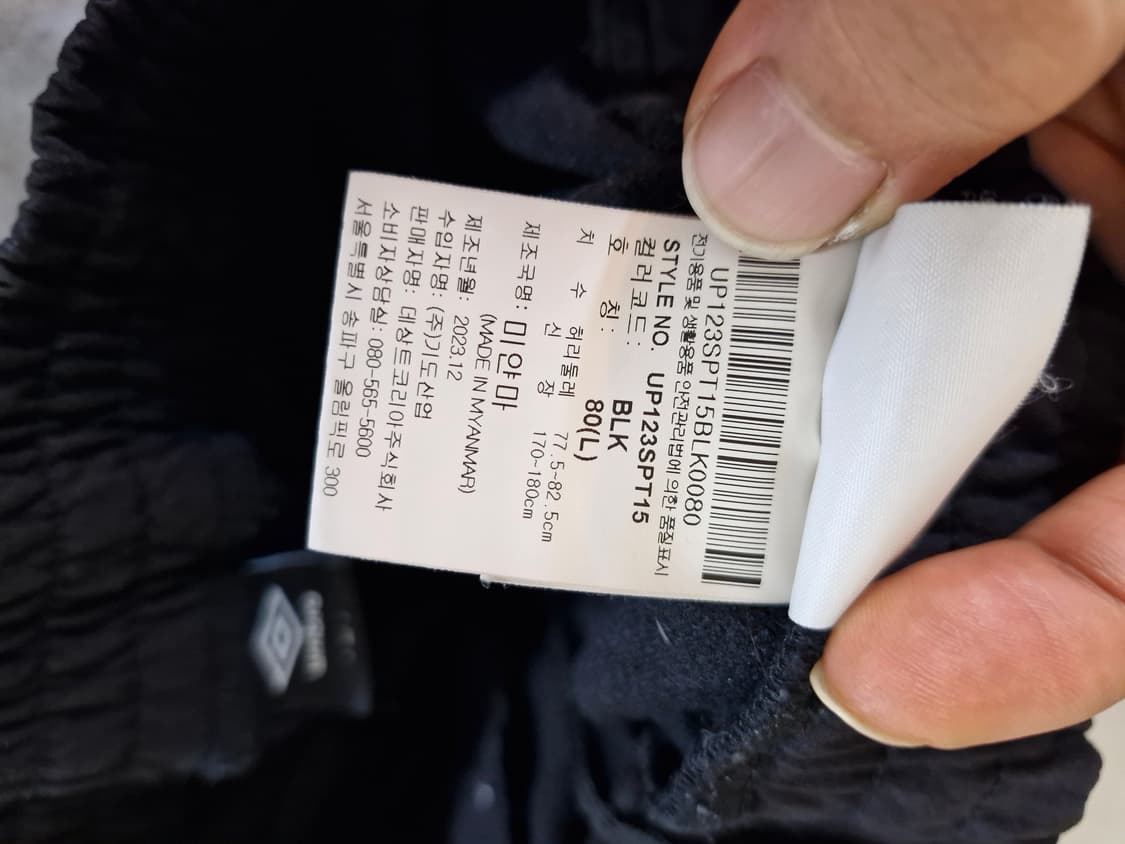 UP123SPT15BLK0080
전기용품 및 생활용품 안전관리법에 의한 품질표시
STYLE NO. UP123SPT15
컬러코드: BLK
호 칭: 80(L)
치 수 허리둘레 77.5~82.5cm
신 장 170~180cm
제조국명: 미얀마
(MADE IN MYANMAR)
제조년월: 2023.12
수입자명: (주)기도산업
판매자명: 데상트코리아주식회사
소비자상담실: 080-565-5600
서울특별시 송파구 올림픽로 300
umbro